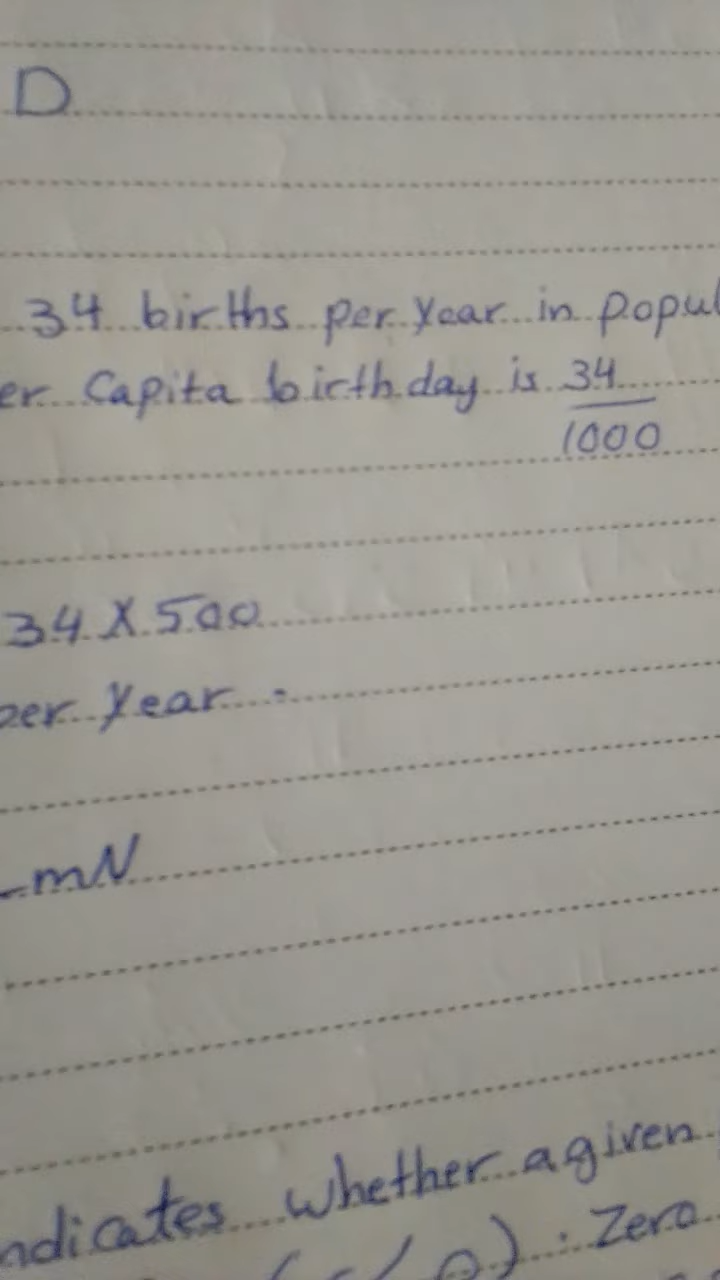 D
34 births per year in popul
er Capita birthday is 34
1000
34 X 500
per year .
-mN
ndicates whether a given
. Zero